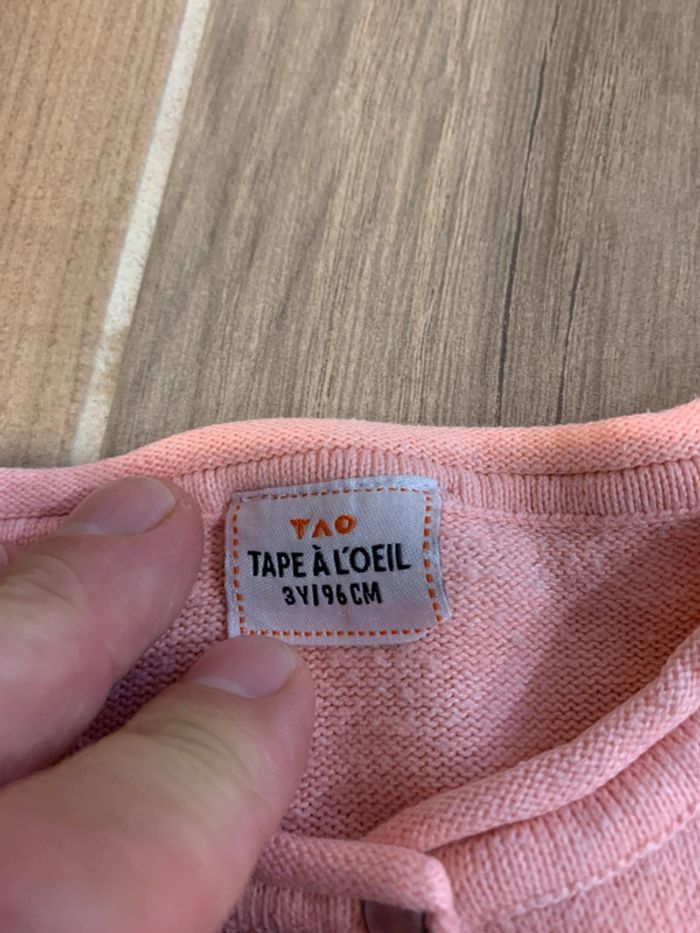 TAO
TAPE À L'OEIL
3Y/96CM